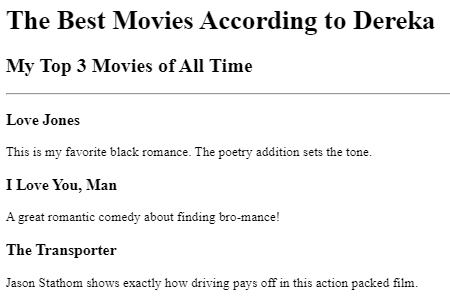 The Best Movies According to Dereka
My Top 3 Movies of All Time
Love Jones
This is my favorite black romance. The poetry addition sets the tone.
I Love You, Man
A great romantic comedy about finding bro-mance!
The Transporter
Jason Stathom shows exactly how driving pays off in this action packed film.